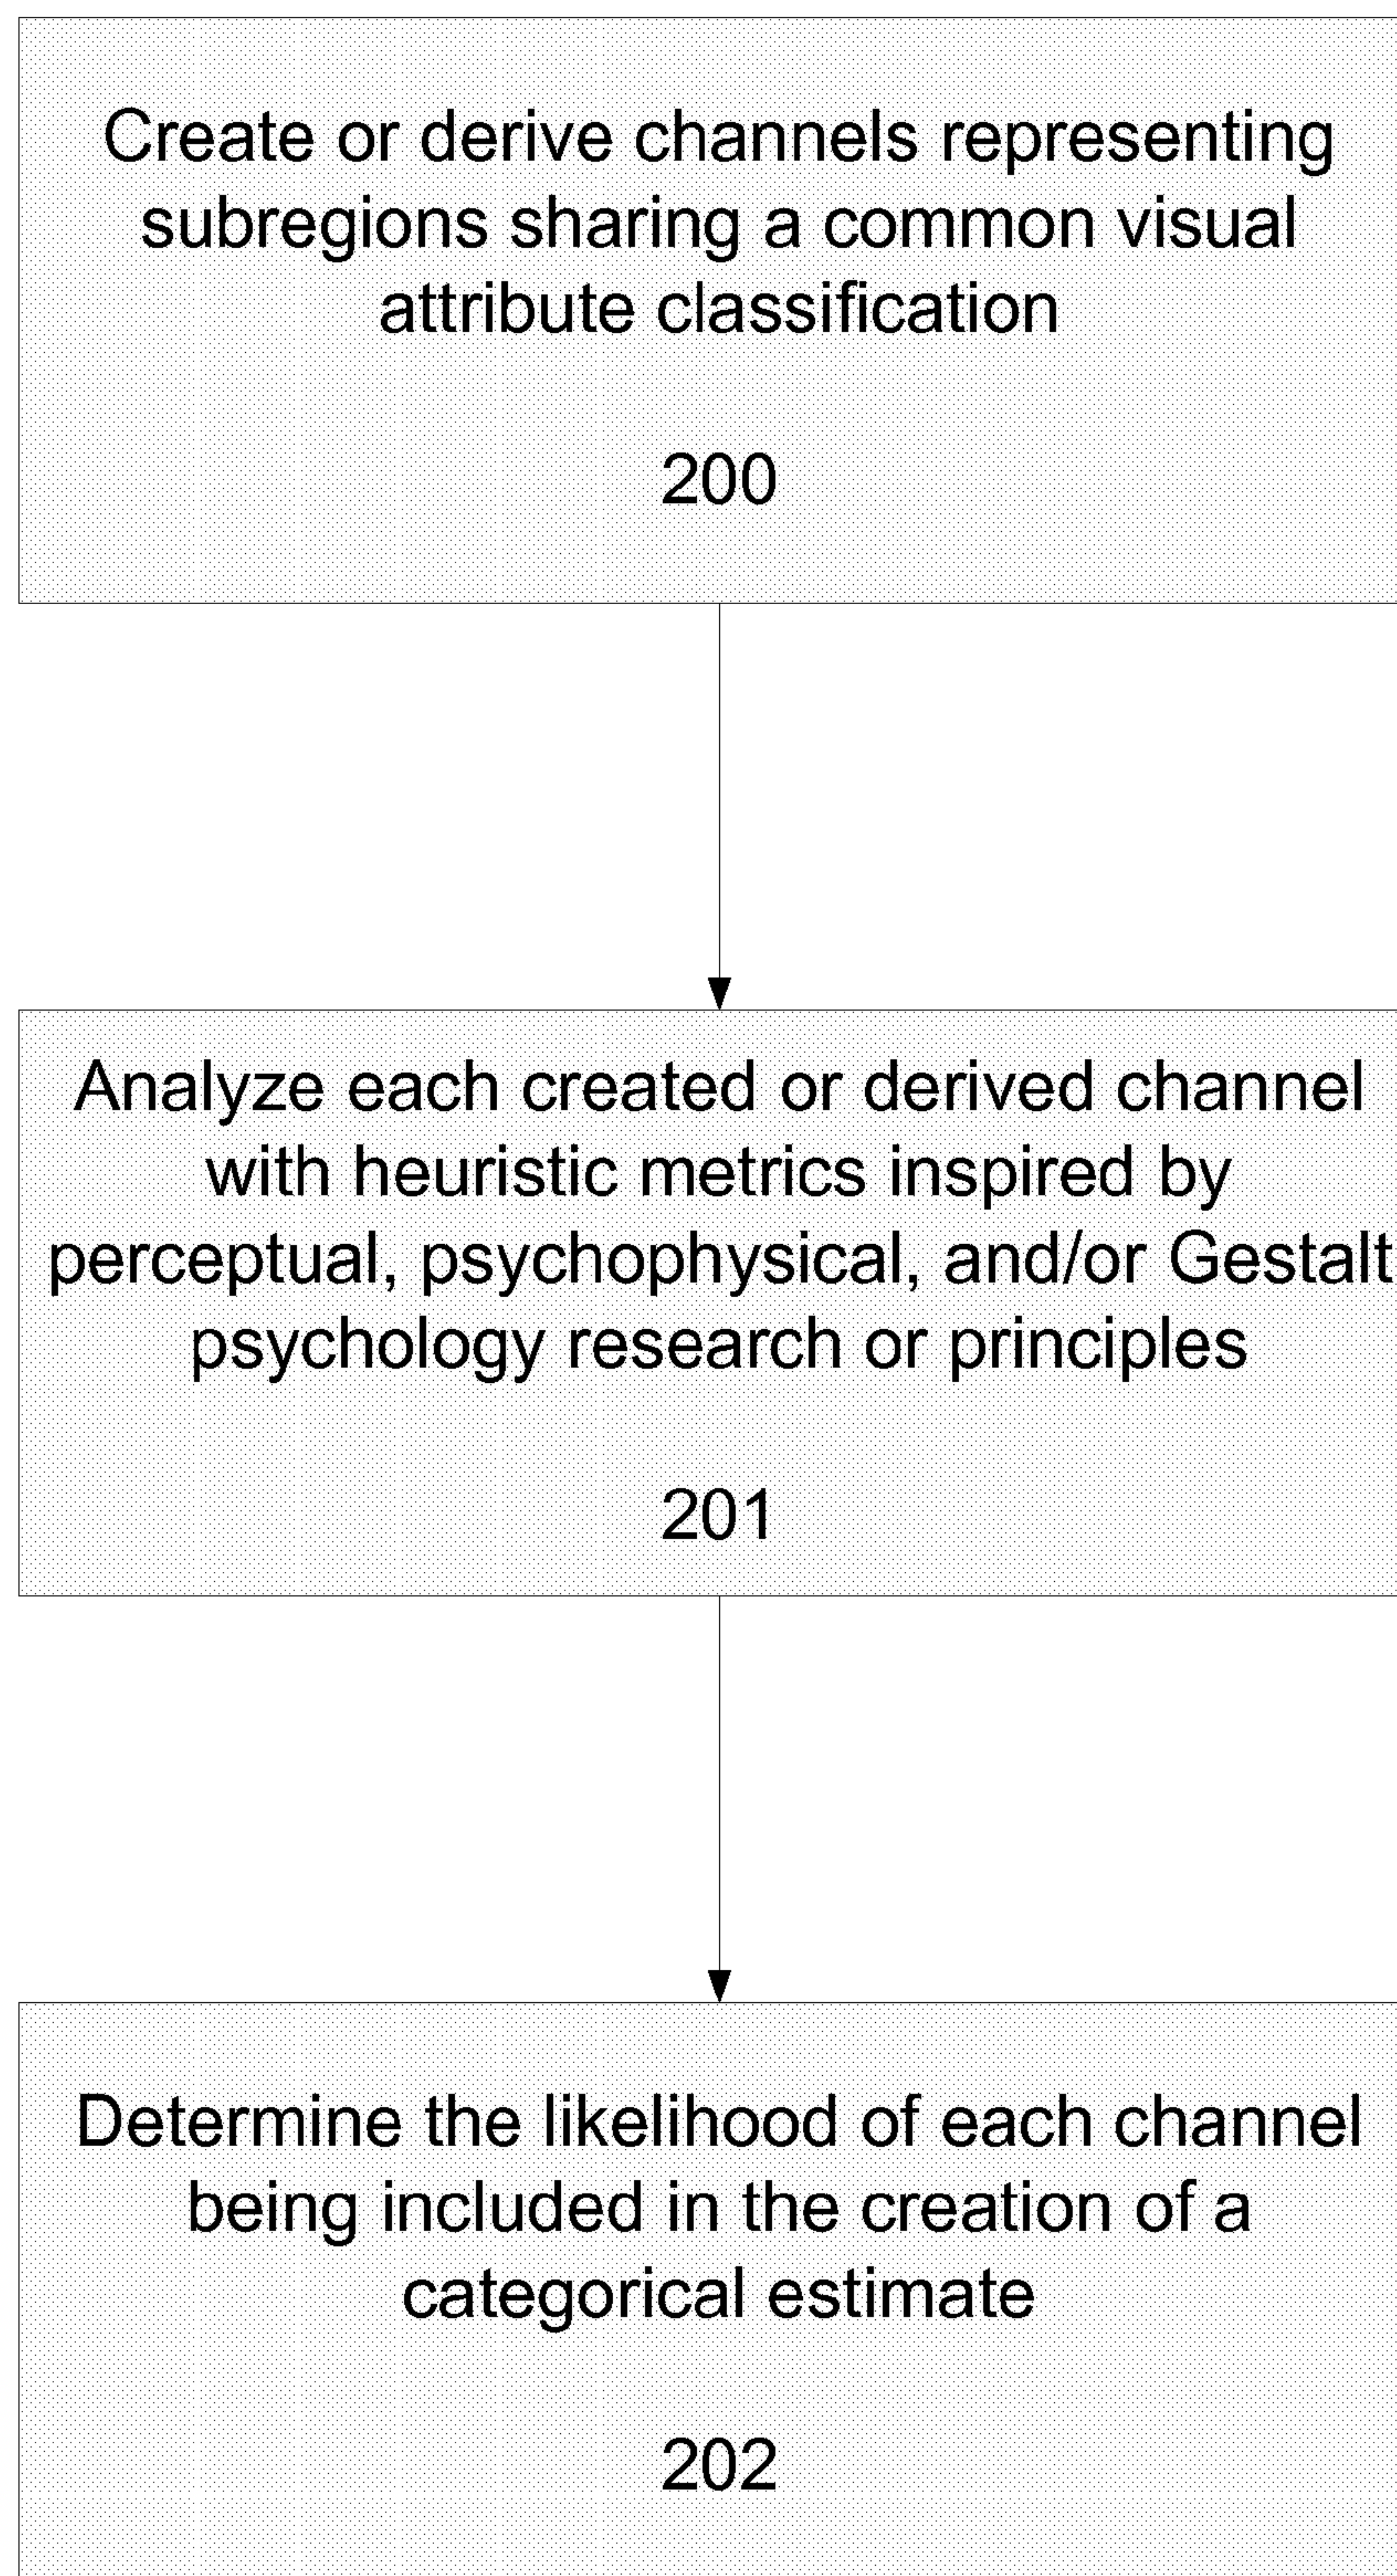 Create or derive channels representing
subregions sharing a common visual
attribute classification
200
Analyze each created or derived channel
with heuristic metrics inspired by
perceptual, psychophysical, and/or Gestalt
psychology research or principles
201
Determine the likelihood of each channel
being included in the creation of a
categorical estimate
202